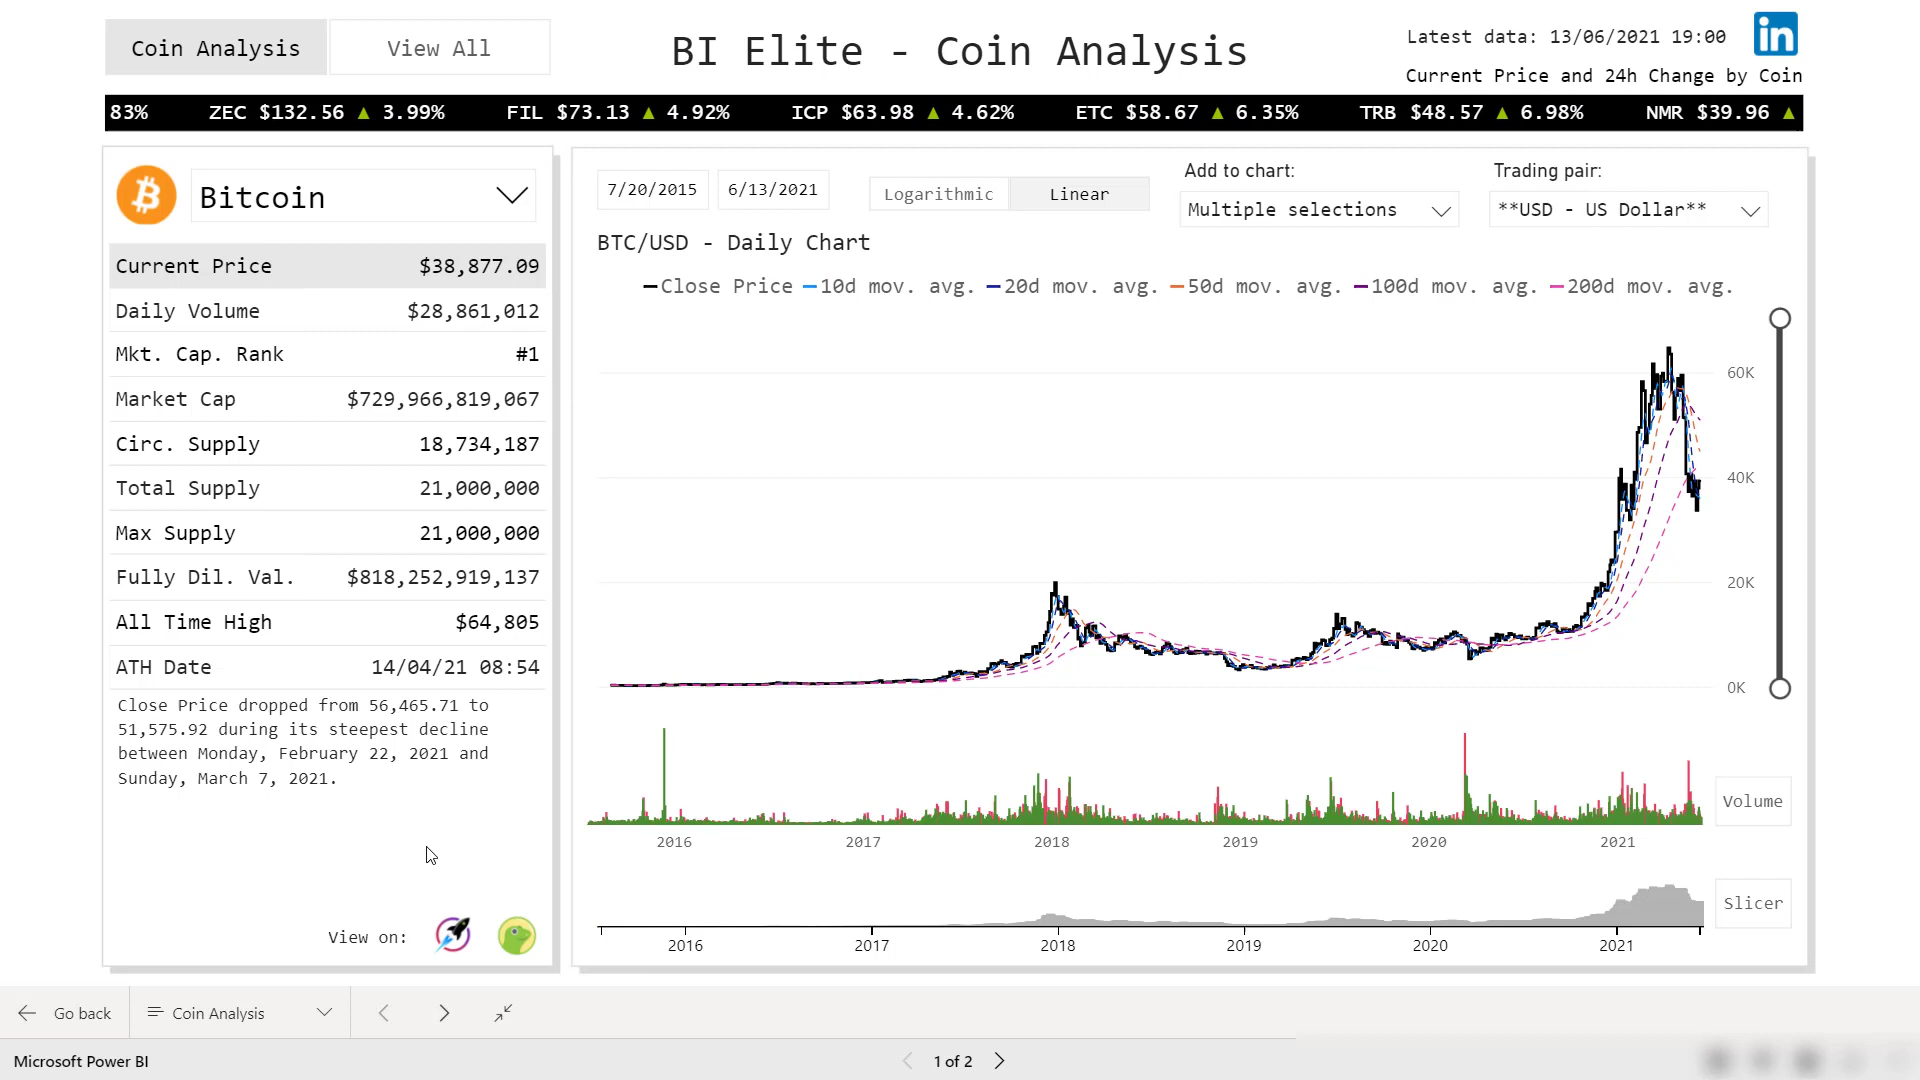 Coin Analysis
View All
BI Elite - Coin Analysis
Latest data: 13/06/2021 19:00
in
Current Price and 24h Change by Coin
83% ZEC $132.56 ▲ 3.99% FIL $73.13 ▲ 4.92% ICP $63.98 ▲ 4.62% ETC $58.67 ▲ 6.35% TRB $48.57 ▲ 6.98% NMR $39.96 ▲
Bitcoin
Current Price $38,877.09
Daily Volume $28,861,012
Mkt. Cap. Rank #1
Market Cap $729,966,819,067
Circ. Supply 18,734,187
Total Supply 21,000,000
Max Supply 21,000,000
Fully Dil. Val. $818,252,919,137
All Time High $64,805
ATH Date 14/04/21 08:54
Close Price dropped from 56,465.71 to
51,575.92 during its steepest decline
between Monday, February 22, 2021 and
Sunday, March 7, 2021.
View on:
7/20/2015 6/13/2021
Logarithmic Linear
Add to chart:
Multiple selections
Trading pair:
**USD - US Dollar**
BTC/USD - Daily Chart
Close Price 10d mov. avg. 20d mov. avg. 50d mov. avg. 100d mov. avg. 200d mov. avg.
60K
40K
20K
0K
Volume
2016 2017 2018 2019 2020 2021
Slicer
2016 2017 2018 2019 2020 2021
Go back
Coin Analysis
Microsoft Power BI
1 of 2